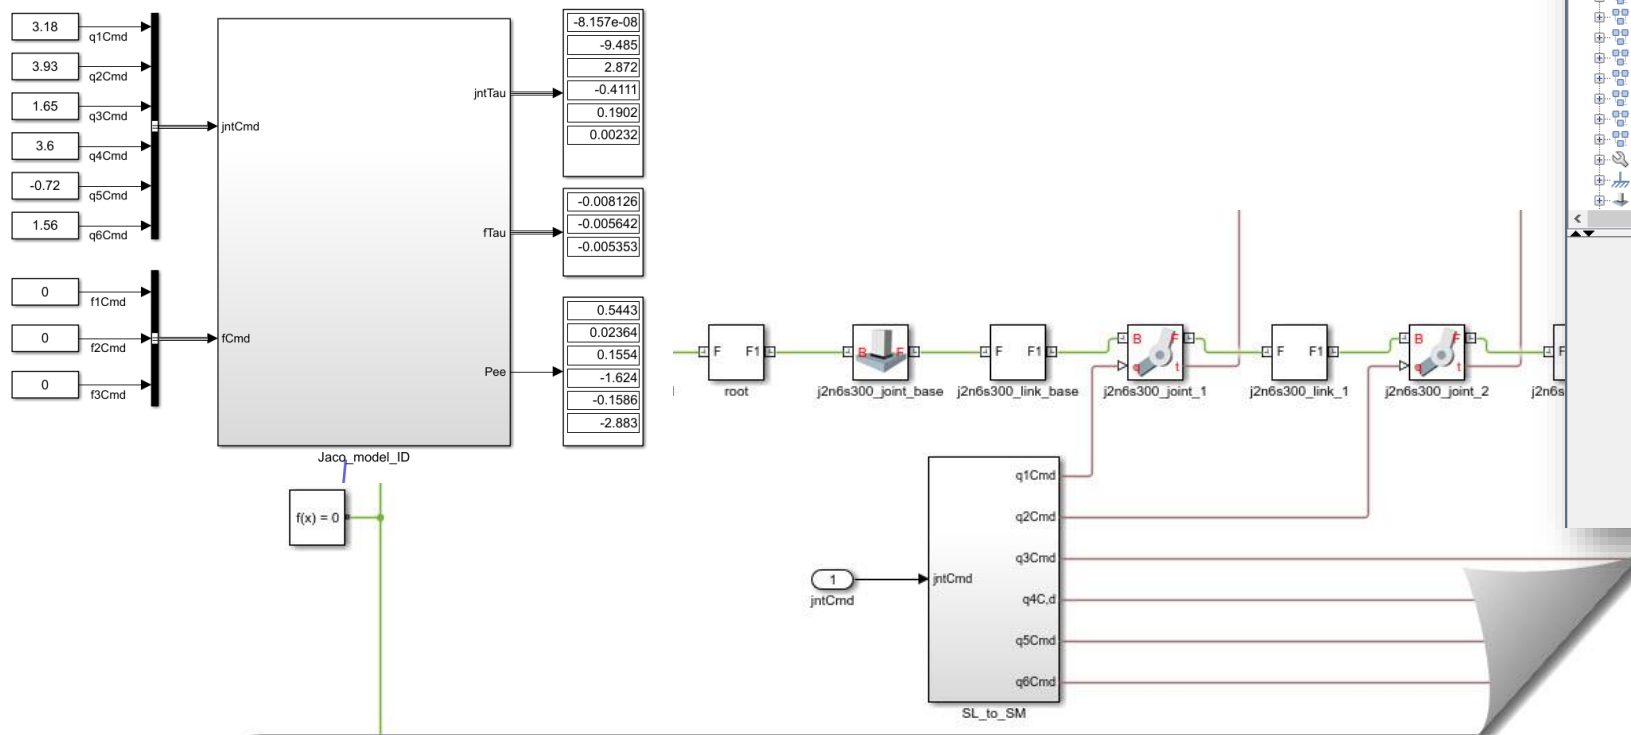 3.18
q1Cmd
3.93
q2Cmd
1.65
q3Cmd
3.6
q4Cmd
-0.72
q5Cmd
1.56
q6Cmd
0
f1Cmd
0
f2Cmd
0
f3Cmd
jntCmd
fCmd
jntTau
fTau
Pee
Jaco_model_ID
-8.157e-08
-9.485
2.872
-0.4111
0.1902
0.00232
-0.008126
-0.005642
-0.005353
0.5443
0.02364
0.1554
-1.624
-0.1586
-2.883
f(x) = 0
F F1
root
B F
j2n6s300_joint_base
F F1
j2n6s300_link_base
B F
q t
j2n6s300_joint_1
F F1
j2n6s300_link_1
B F
q t
j2n6s300_joint_2
F
j2n6s
1
jntCmd
jntCmd
q1Cmd
q2Cmd
q3Cmd
q4C,d
q5Cmd
q6Cmd
SL_to_SM